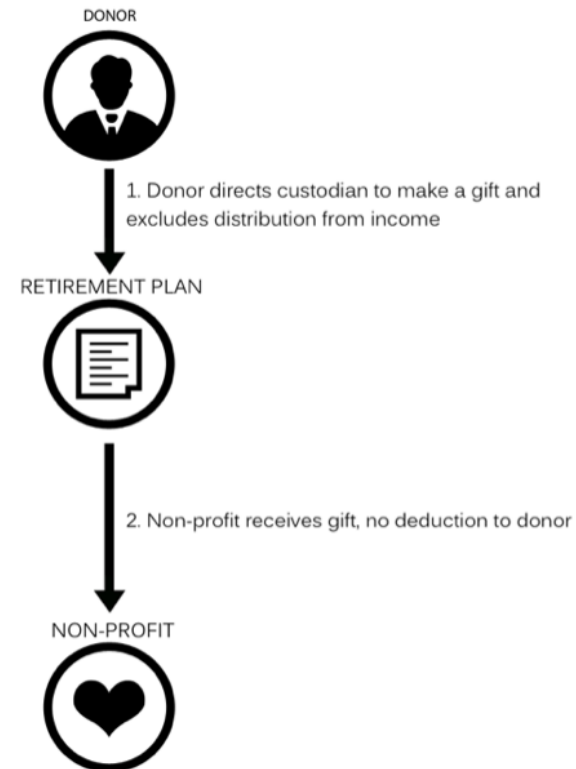 DONOR
1. Donor directs custodian to make a gift and
excludes distribution from income
RETIREMENT PLAN
2. Non-profit receives gift, no deduction to donor
NON-PROFIT